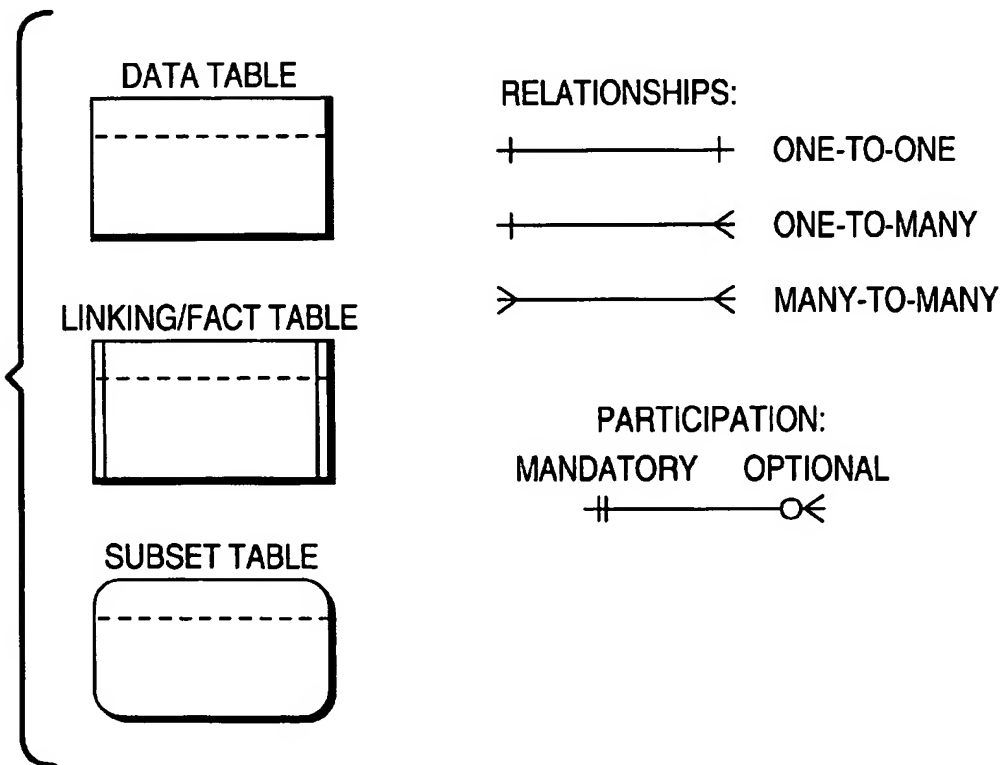 DATA TABLE
LINKING/FACT TABLE
SUBSET TABLE
RELATIONSHIPS:
ONE-TO-ONE
ONE-TO-MANY
MANY-TO-MANY
PARTICIPATION:
MANDATORY OPTIONAL